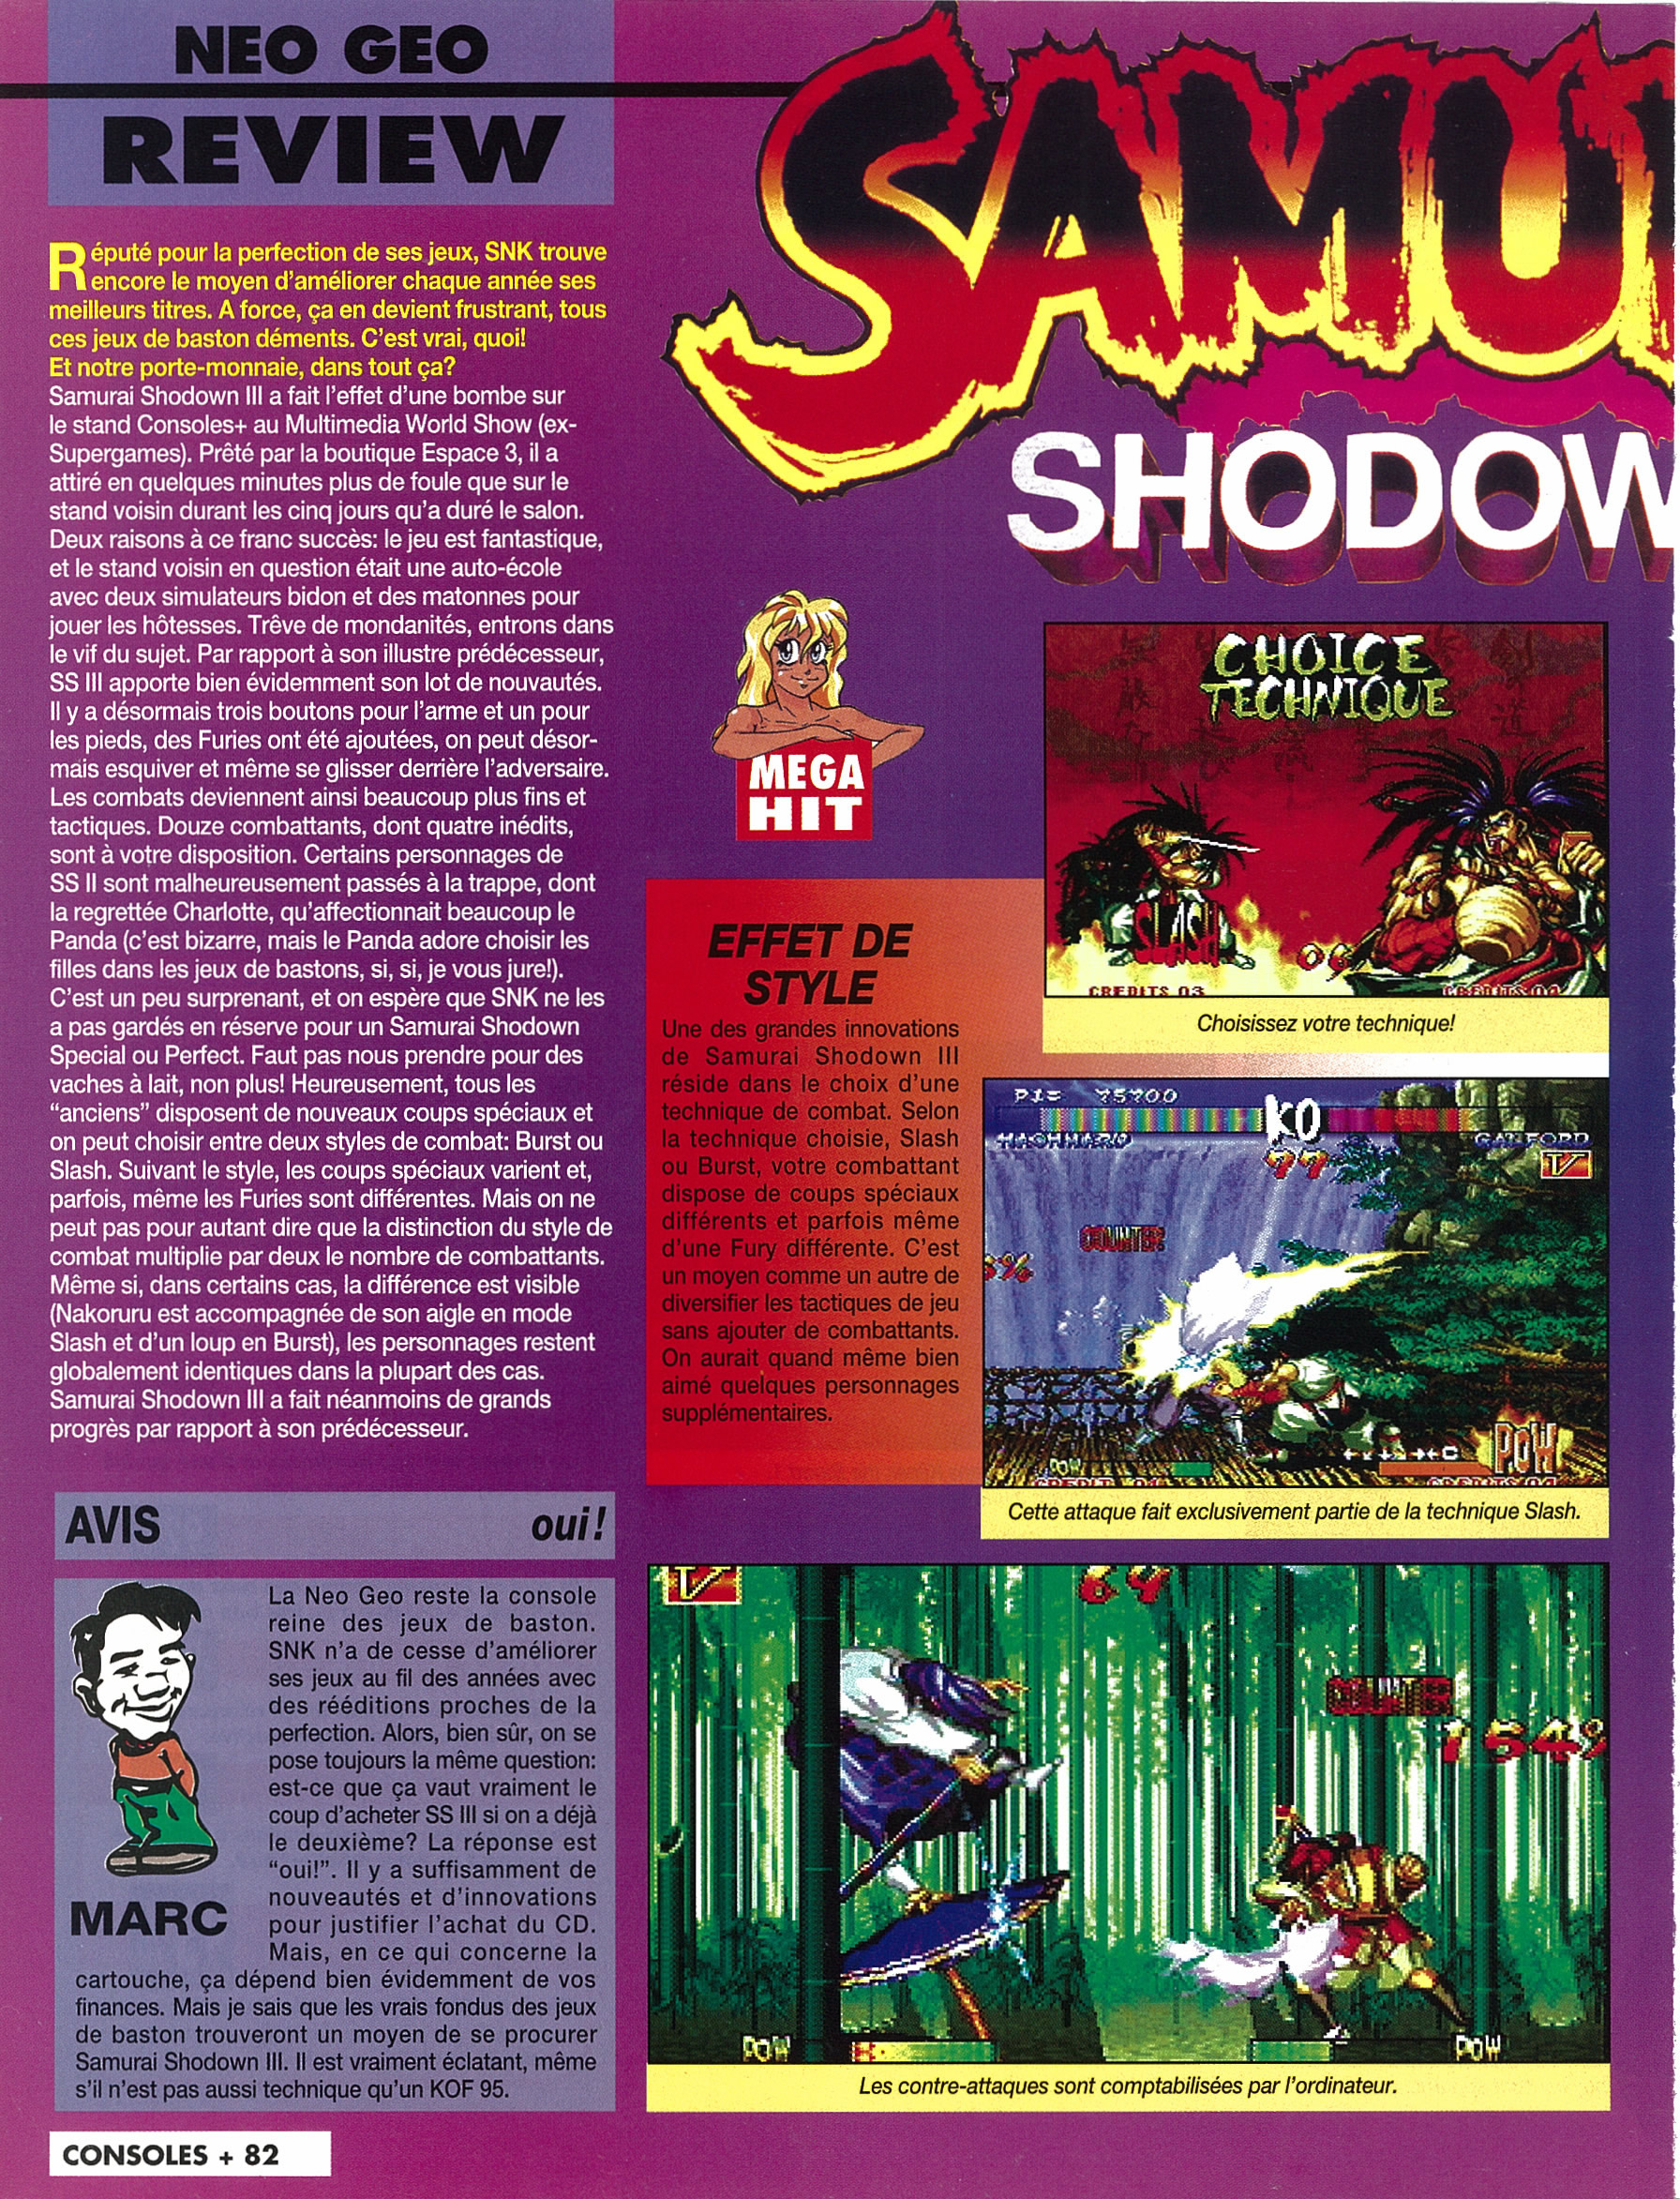 NEO GEO
REVIEW
SAMU
SHODOW
Réputé pour la perfection de ses jeux, SNK trouve
encore le moyen d'améliorer chaque année ses
meilleurs titres. A force, ça en devient frustrant, tous
ces jeux de baston déments. C'est vrai, quoi!
Et notre porte-monnaie, dans tout ça?
Samurai Shodown III a fait l'effet d'une bombe sur
le stand Consoles+ au Multimedia World Show (ex-
Supergames). Prêté par la boutique Espace 3, il a
attiré en quelques minutes plus de foule que sur le
stand voisin durant les cinq jours qu'a duré le salon.
Deux raisons à ce franc succès: le jeu est fantastique,
et le stand voisin en question était une auto-école
avec deux simulateurs bidon et des matonnes pour
jouer les hôtesses. Trêve de mondanités, entrons dans
le vif du sujet. Par rapport à son illustre prédécesseur,
SS III apporte bien évidemment son lot de nouvautés.
Il y a désormais trois boutons pour l'arme et un pour
les pieds, des Furies ont été ajoutées, on peut désor-
mais esquiver et même se glisser derrière l'adversaire.
Les combats deviennent ainsi beaucoup plus fins et
tactiques. Douze combattants, dont quatre inédits,
sont à votre disposition. Certains personnages de
SS II sont malheureusement passés à la trappe, dont
la regrettée Charlotte, qu'affectionnait beaucoup le
Panda (c'est bizarre, mais le Panda adore choisir les
filles dans les jeux de bastons, si, si, je vous jure!).
C'est un peu surprenant, et on espère que SNK ne les
a pas gardés en réserve pour un Samurai Shodown
Special ou Perfect. Faut pas nous prendre pour des
vaches à lait, non plus! Heureusement, tous les
“anciens” disposent de nouveaux coups spéciaux et
on peut choisir entre deux styles de combat: Burst ou
Slash. Suivant le style, les coups spéciaux varient et,
parfois, même les Furies sont différentes. Mais on ne
peut pas pour autant dire que la distinction du style de
combat multiplie par deux le nombre de combattants.
Même si, dans certains cas, la différence est visible
(Nakoruru est accompagnée de son aigle en mode
Slash et d'un loup en Burst), les personnages restent
globalement identiques dans la plupart des cas.
Samurai Shodown III a fait néanmoins de grands
progrès par rapport à son prédécesseur.
AVIS oui!
La Neo Geo reste la console
reine des jeux de baston.
SNK n'a de cesse d'améliorer
ses jeux au fil des années avec
des rééditions proches de la
perfection. Alors, bien sûr, on se
pose toujours la même question:
est-ce que ça vaut vraiment le
coup d'acheter SS III si on a déjà
le deuxième? La réponse est
“oui!”. Il y a suffisamment de
nouveautés et d'innovations
pour justifier l'achat du CD.
Mais, en ce qui concerne la
cartouche, ça dépend bien évidemment de vos
finances. Mais je sais que les vrais fondus des jeux
de baston trouveront un moyen de se procurer
Samurai Shodown III. Il est vraiment éclatant, même
s'il n'est pas aussi technique qu'un KOF 95.
MARC
MEGA
HIT
EFFET DE
STYLE
Une des grandes innovations
de Samurai Shodown III
réside dans le choix d'une
technique de combat. Selon
la technique choisie, Slash
ou Burst, votre combattant
dispose de coups spéciaux
différents et parfois même
d'une Fury différente. C'est
un moyen comme un autre de
diversifier les tactiques de jeu
sans ajouter de combattants.
On aurait quand même bien
aimé quelques personnages
supplémentaires.
CHOICE
TECHNIQUE
SLASH
06
CREDITS 03
CREDITS 04
Choisissez votre technique!
P1= 75700
KO
HAOHMARU
GALFORD
77
V
COUNTER
%
POW
POW
Cette attaque fait exclusivement partie de la technique Slash.
V
64
COUNTER
164%
POW
POW
Les contre-attaques sont comptabilisées par l'ordinateur.
CONSOLES + 82